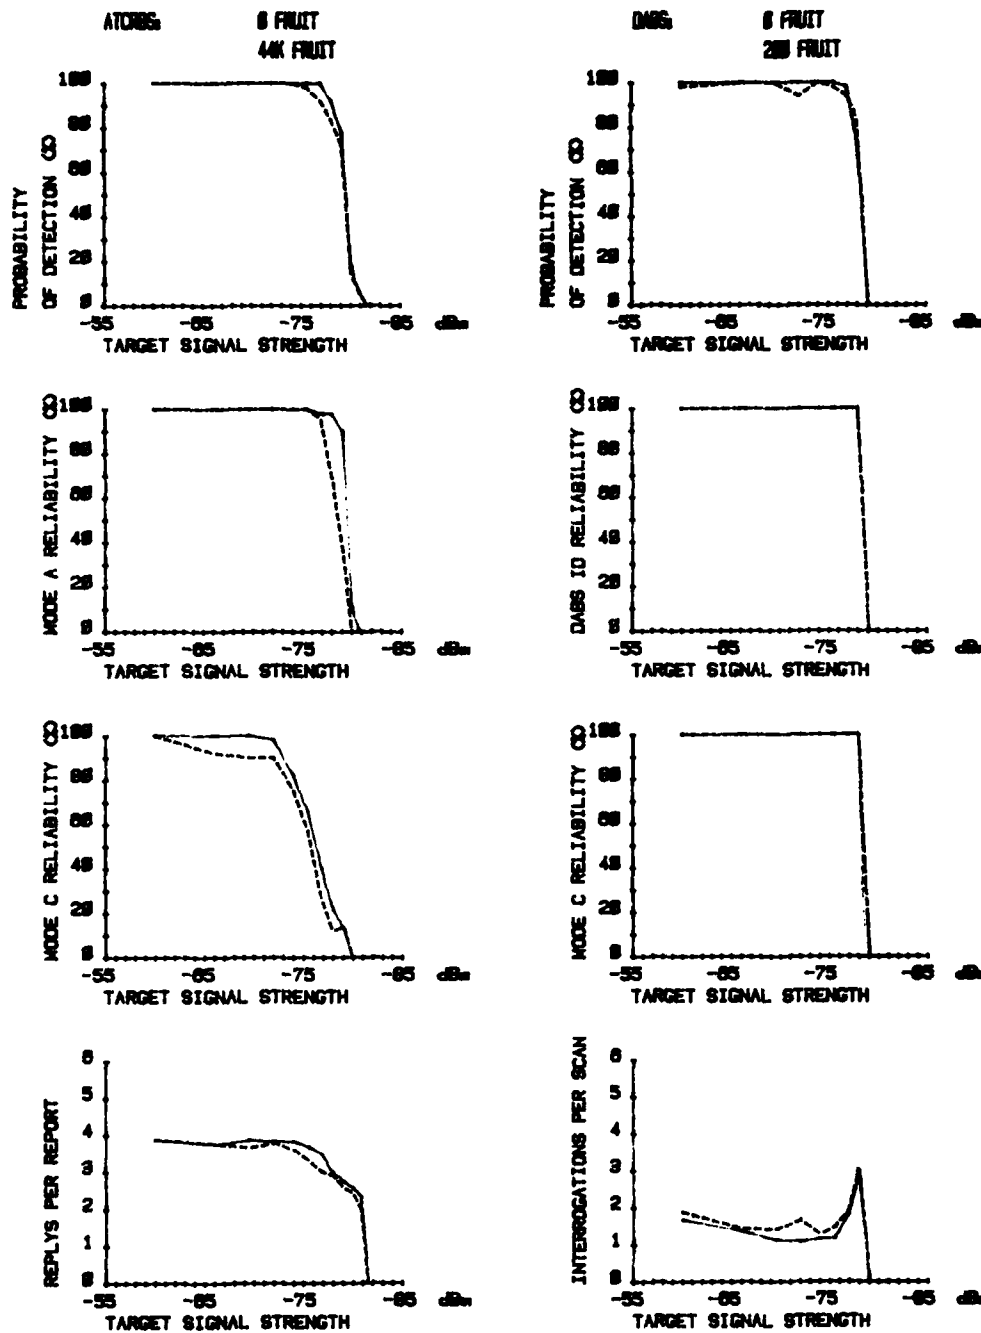 ATCRBS: 0 FRUIT
44K FRUIT
DABS: 0 FRUIT
FRUIT
PROBABILITY
OF DETECTION (%)
100
80
60
40
20
0
-55 -65 -75 -85 dBm
TARGET SIGNAL STRENGTH
PROBABILITY
OF DETECTION (%)
100
80
60
40
20
0
-55 -65 -75 -85 dBm
TARGET SIGNAL STRENGTH
MODE A RELIABILITY (%)
100
80
60
40
20
0
-55 -65 -75 -85 dBm
TARGET SIGNAL STRENGTH
DABS ID RELIABILITY (%)
100
80
60
40
20
0
-55 -65 -75 -85 dBm
TARGET SIGNAL STRENGTH
MODE C RELIABILITY (%)
100
80
60
40
20
0
-55 -65 -75 -85 dBm
TARGET SIGNAL STRENGTH
MODE C RELIABILITY (%)
100
80
60
40
20
0
-55 -65 -75 -85 dBm
TARGET SIGNAL STRENGTH
REPLYS PER REPORT
6
5
4
3
2
1
0
-55 -65 -75 -85 dBm
TARGET SIGNAL STRENGTH
INTERROGATIONS PER SCAN
6
5
4
3
2
1
0
-55 -65 -75 -85 dBm
TARGET SIGNAL STRENGTH